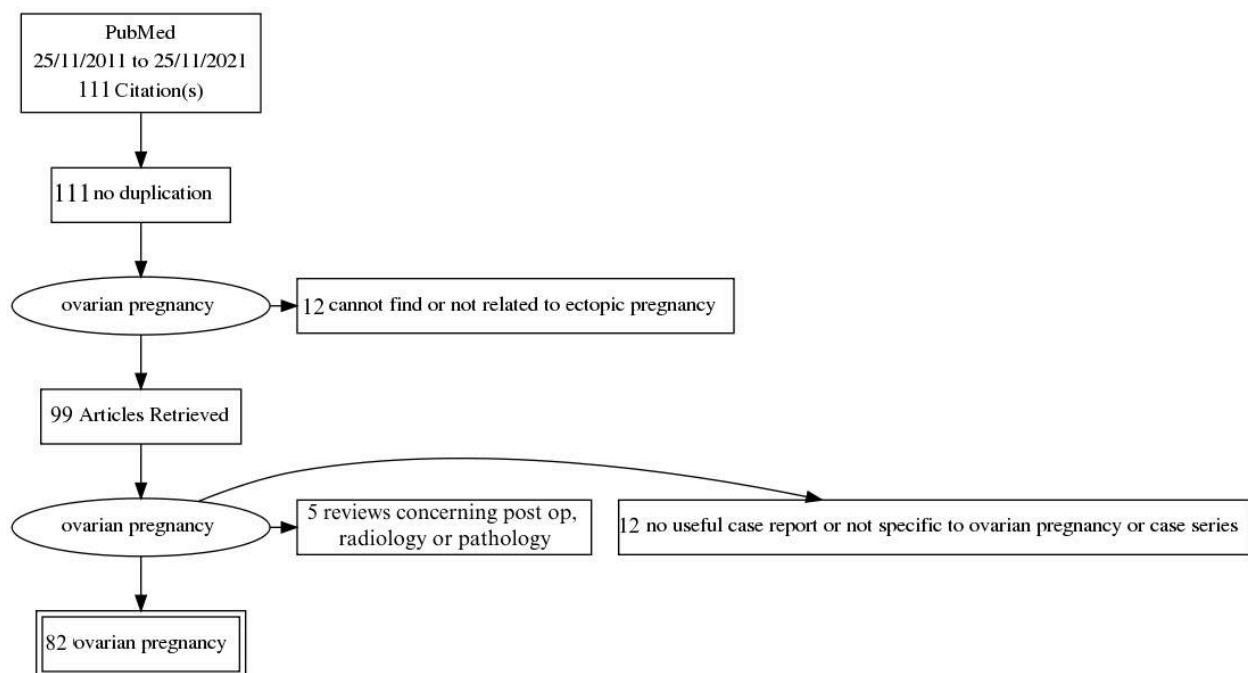 PubMed
25/11/2011 to 25/11/2021
111 Citation(s)
111 no duplication
ovarian pregnancy
12 cannot find or not related to ectopic pregnancy
99 Articles Retrieved
ovarian pregnancy
5 reviews concerning post op,
radiology or pathology
12 no useful case report or not specific to ovarian pregnancy or case series
82 ovarian pregnancy